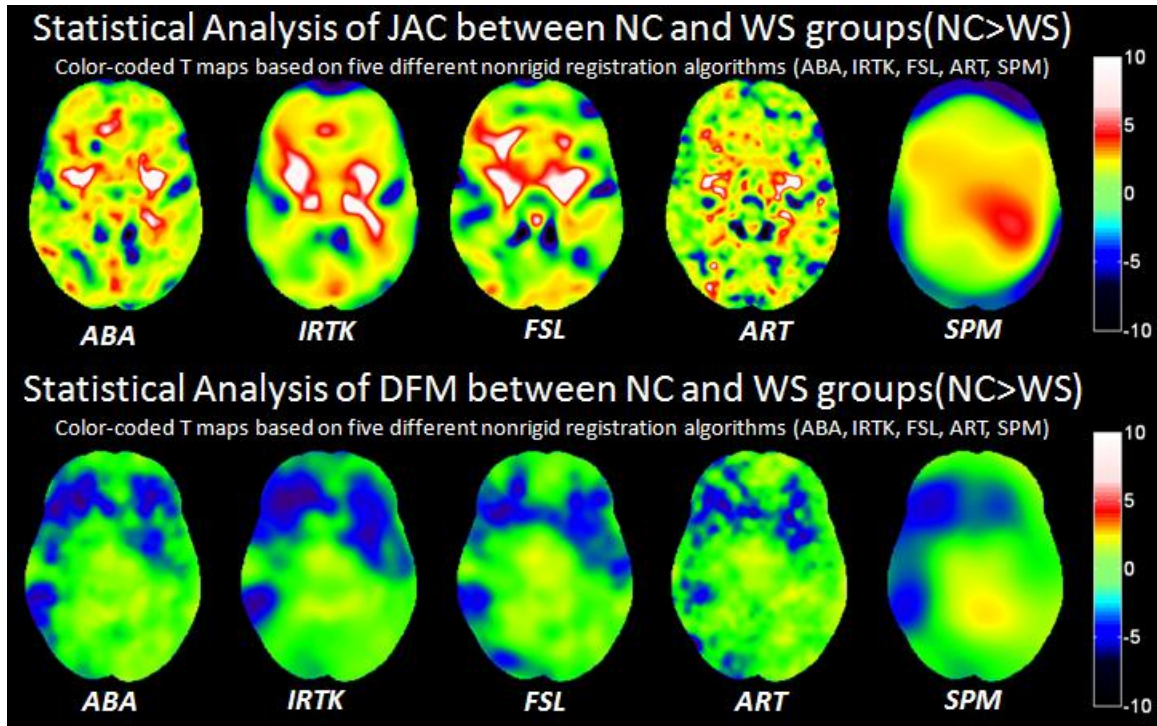 Statistical Analysis of JAC between NC and WS groups(NC>WS)
Color-coded T maps based on five different nonrigid registration algorithms (ABA, IRTK, FSL, ART, SPM)
10
5
0
-5
-10
ABA IRTK FSL ART SPM
Statistical Analysis of DFM between NC and WS groups(NC>WS)
Color-coded T maps based on five different nonrigid registration algorithms (ABA, IRTK, FSL, ART, SPM)
10
5
0
-5
-10
ABA IRTK FSL ART SPM